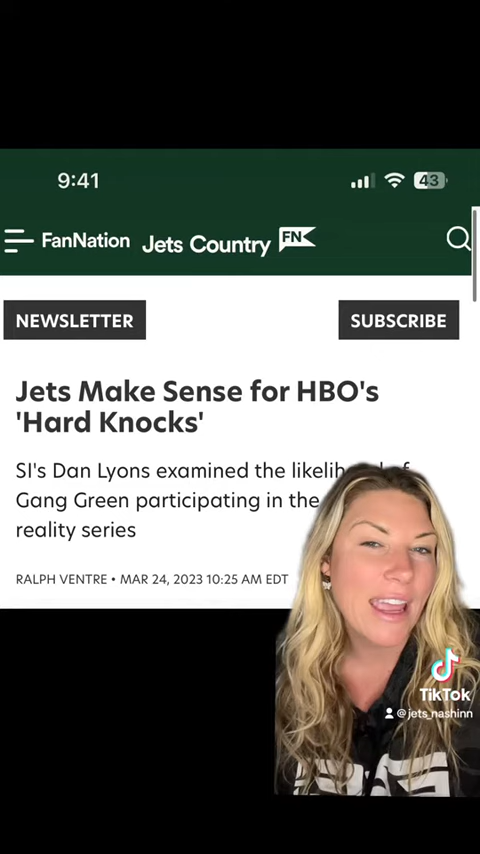 9:41
43
FanNation Jets Country FN
NEWSLETTER
SUBSCRIBE
Jets Make Sense for HBO's
'Hard Knocks'
SI's Dan Lyons examined the
Gang Green participating in the
reality series
RALPH VENTRE • MAR 24, 2023 10:25 AM EDT
TikTok
@jets_nashinn